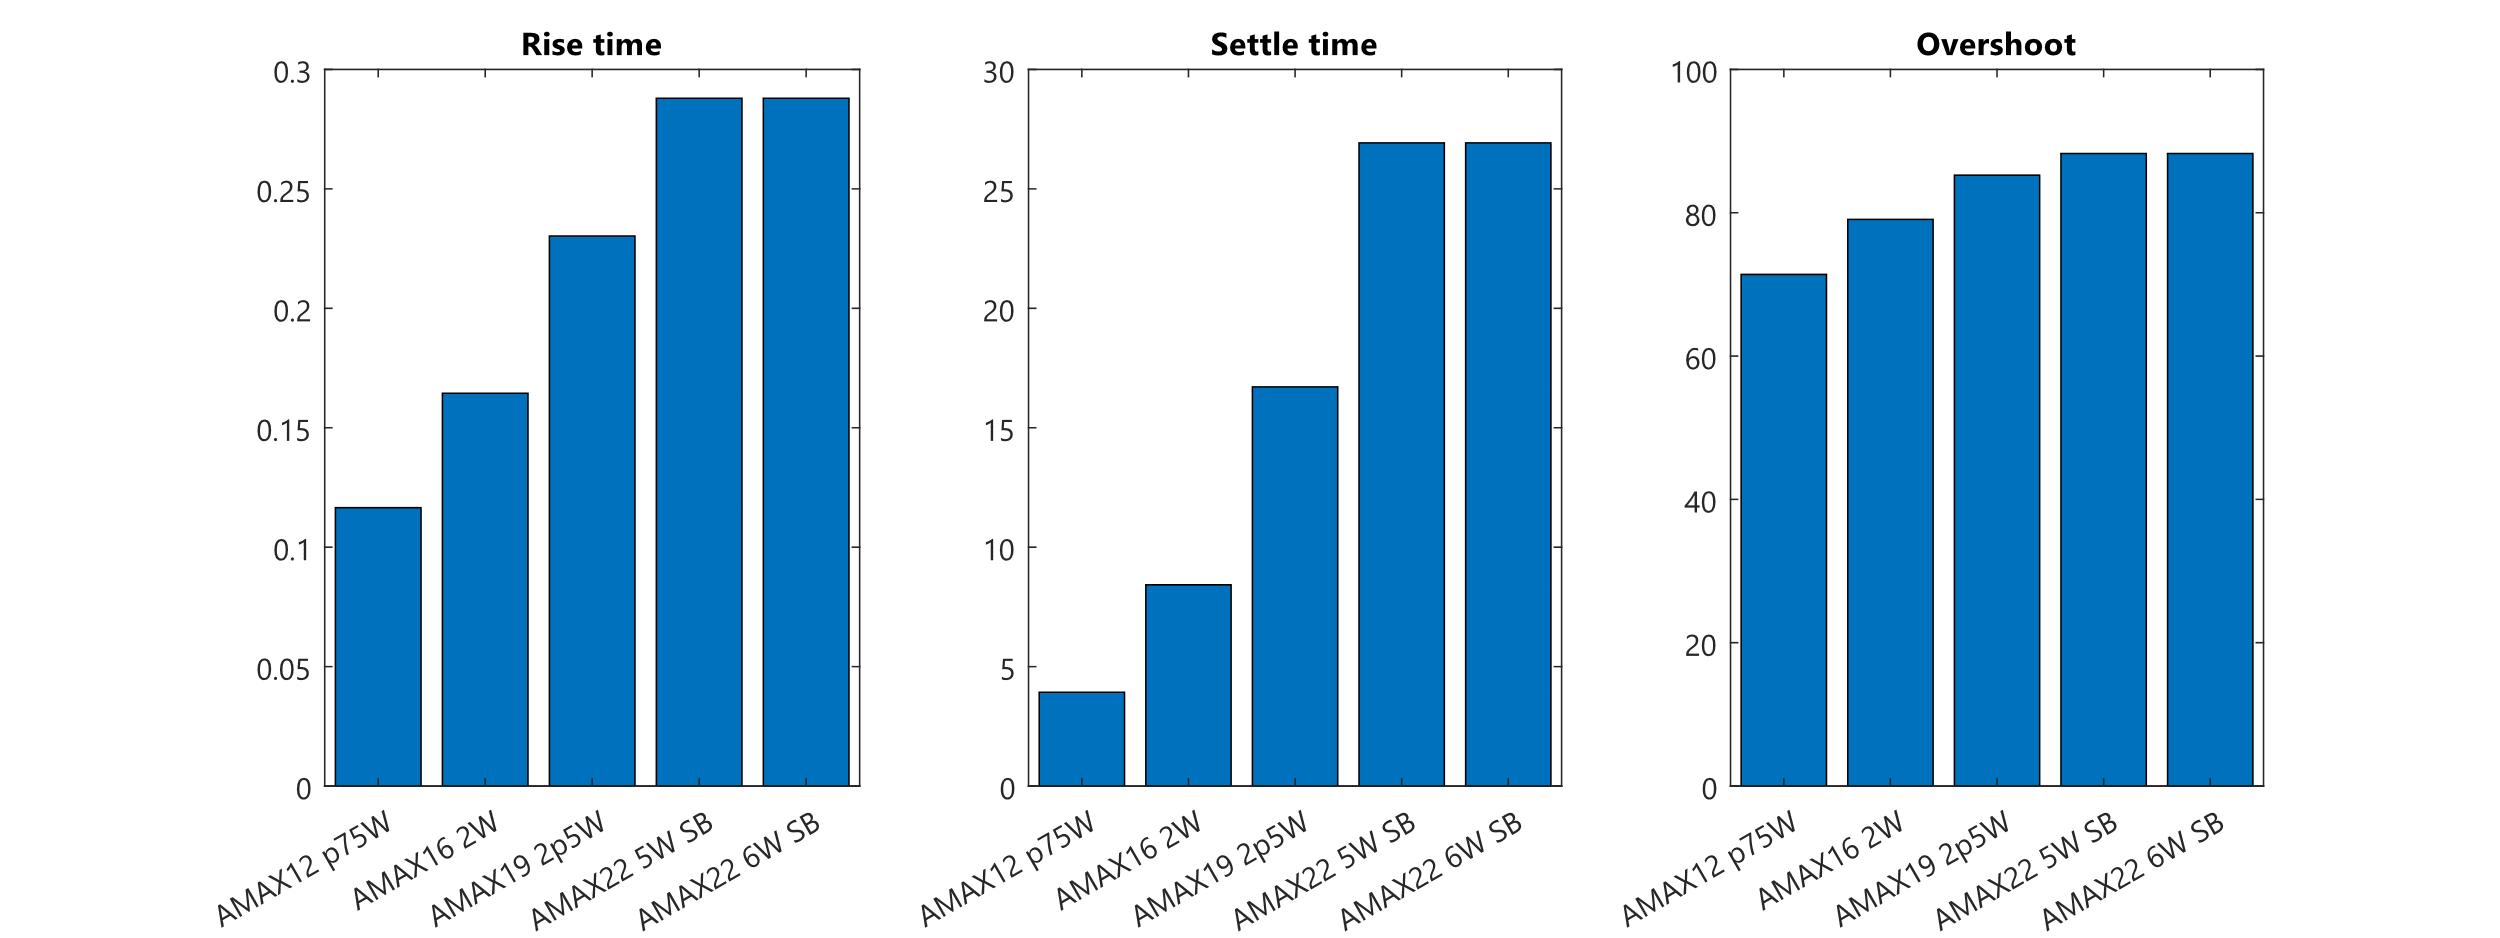 Rise time
0.3
0.25
0.2
0.15
0.1
0.05
0
AMAX12 p75W
AMAX16 2W
AMAX19 2p5W
AMAX22 5W SB
AMAX22 6W SB
Settle time
30
25
20
15
10
5
0
AMAX12 p75W
AMAX16 2W
AMAX19 2p5W
AMAX22 5W SB
AMAX22 6W SB
Overshoot
100
80
60
40
20
0
AMAX12 p75W
AMAX16 2W
AMAX19 2p5W
AMAX22 5W SB
AMAX22 6W SB